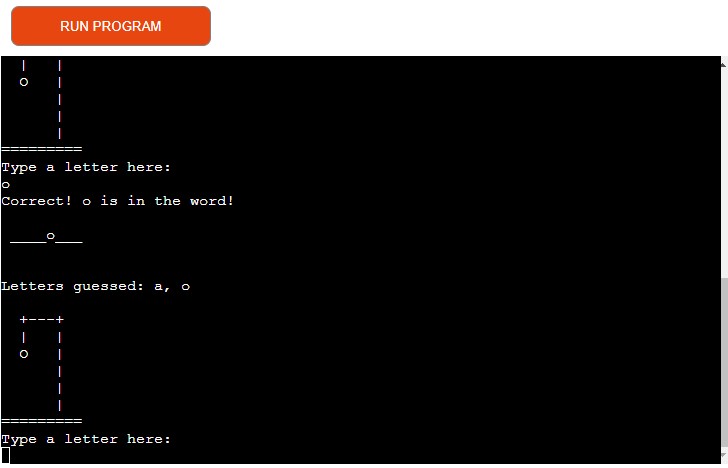 RUN PROGRAM
  |   |
  O   |
      |
      |
      |
=========
Type a letter here:
o
Correct! o is in the word!
 ____o___
Letters guessed: a, o
  +---+
  |   |
  O   |
      |
      |
      |
=========
Type a letter here: